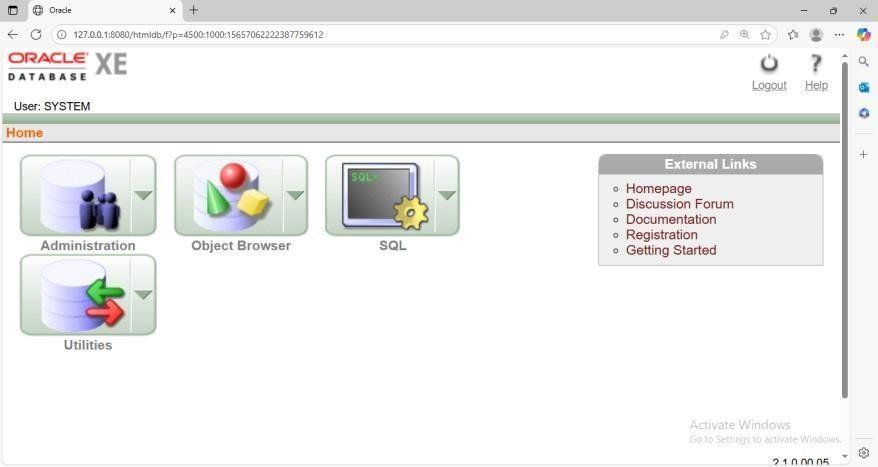 Oracle
127.0.0.1:8080/htmldb/f?p=4500:1000:15657062222387759612
ORACLE
DATABASE XE
Logout Help
User: SYSTEM
Home
SQL>
Administration Object Browser SQL
Utilities
External Links
Homepage
Discussion Forum
Documentation
Registration
Getting Started
Activate Windows
Go to Settings to activate Windows.
2.1.0.00.05